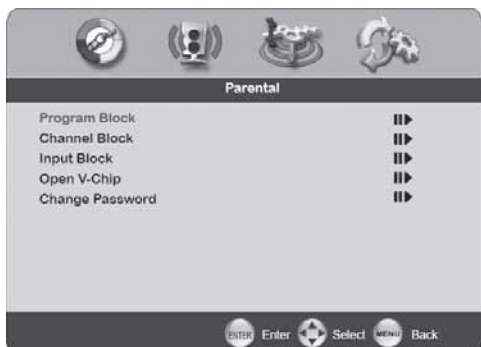 Parental
Program Block
Channel Block
Input Block
Open V-Chip
Change Password
ENTER Enter Select MENU Back